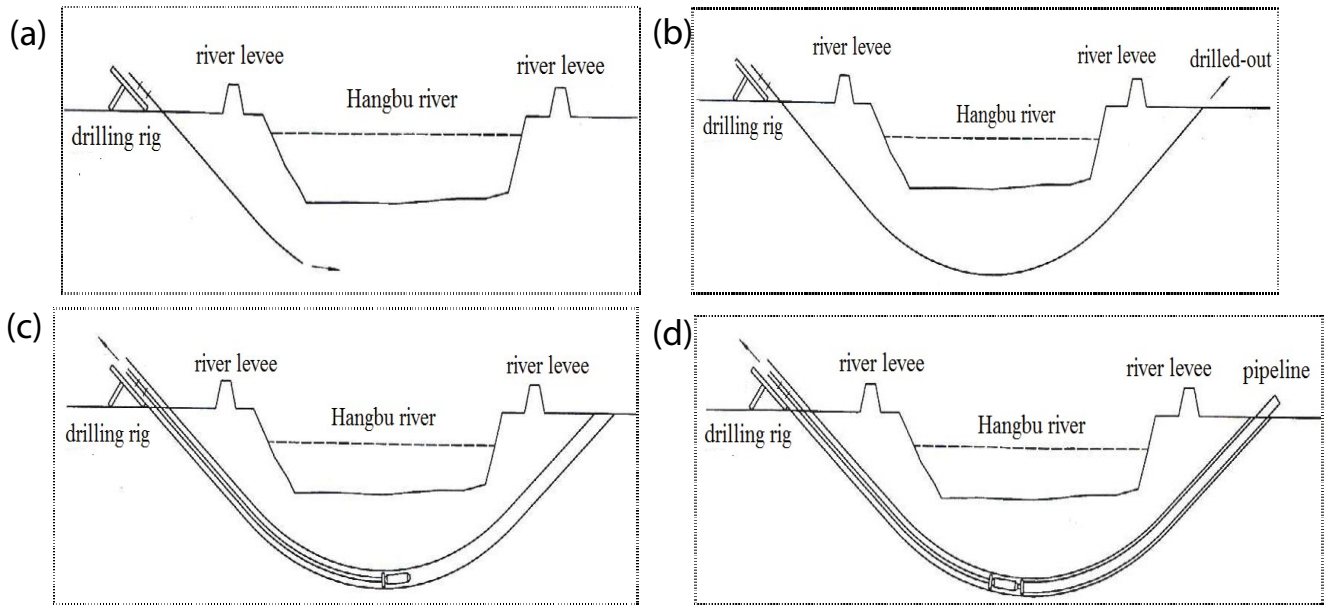 (a)
river levee
river levee
Hangbu river
drilling rig
(b)
river levee
river levee
drilled-out
Hangbu river
drilling rig
(c)
river levee
river levee
Hangbu river
drilling rig
(d)
river levee
river levee
pipeline
Hangbu river
drilling rig